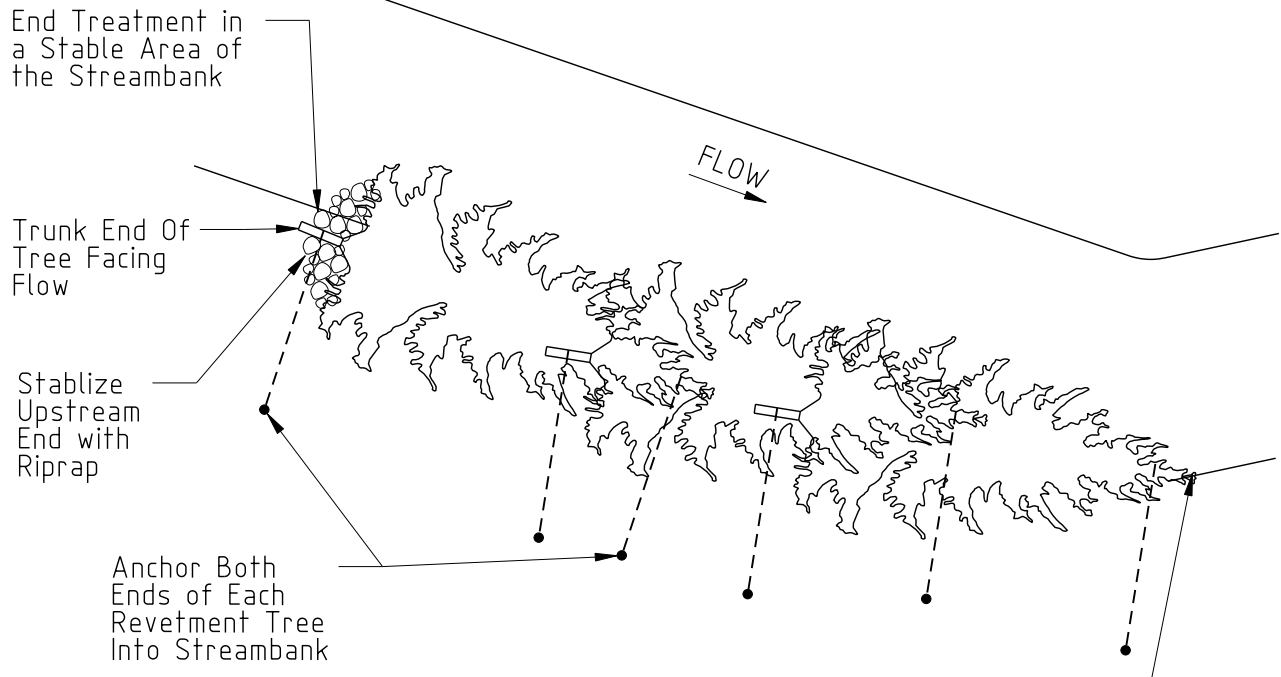 End Treatment in
a Stable Area of
the Streambank
FLOW
Trunk End Of
Tree Facing
Flow
Stablize
Upstream
End with
Riprap
Anchor Both
Ends of Each
Revetment Tree
Into Streambank